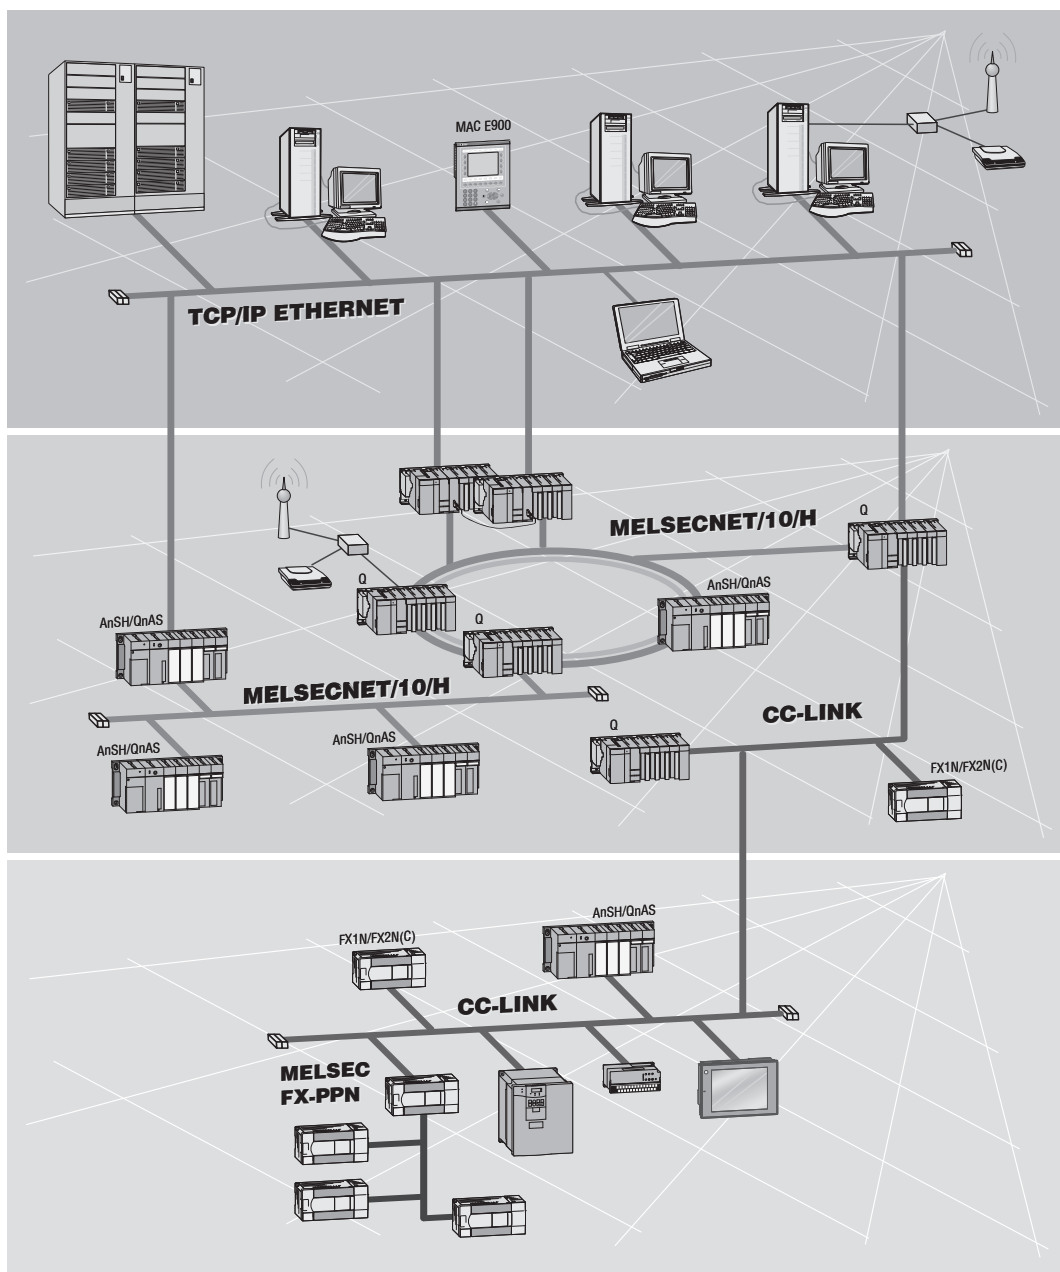 MAC E900
TCP/IP ETHERNET
MELSECNET/10/H
Q
Q
AnSH/QnAS
Q
AnSH/QnAS
MELSECNET/10/H
CC-LINK
Q
AnSH/QnAS
AnSH/QnAS
FX1N/FX2N(C)
AnSH/QnAS
FX1N/FX2N(C)
CC-LINK
MELSEC
FX-PPN